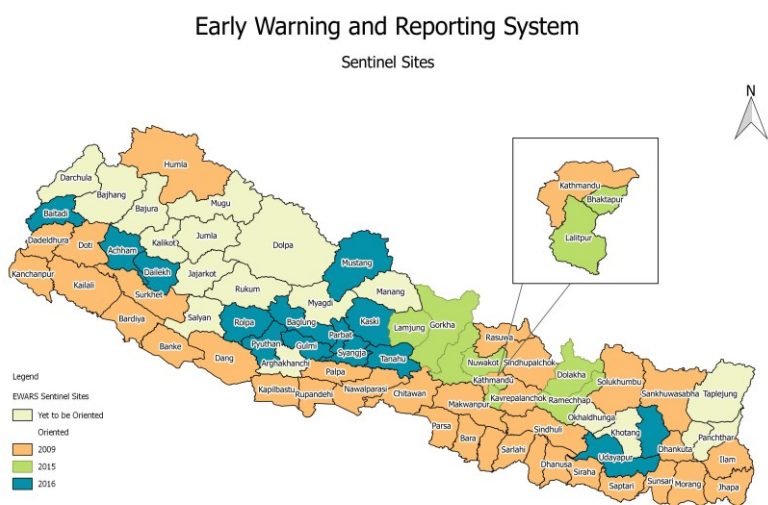 Early Warning and Reporting System
Sentinel Sites
N
Humla
Darchula
Bajhang
Mugu
Bajura
Baitadi
Dadeldhura
Doti
Achham
Kalikot
Jumla
Dolpa
Mustang
Kanchanpur
Kailali
Dailekh
Jajarkot
Surkhet
Rukum
Manang
Myagdi
Bardiya
Salyan
Rolpa
Baglung
Parbat
Kaski
Lamjung
Gorkha
Banke
Dang
Pyuthan
Gulmi
Syangja
Tanahu
Arghakhanchi
Palpa
Kapilbastu
Rupandehi
Nawalparasi
Chitawan
Rasuwa
Nuwakot
Sindhupalchok
Kathmandu
Kavrepalanchok
Makwanpur
Dolakha
Ramechhap
Solukhumbu
Sankhuwasabha
Taplejung
Okhaldhunga
Khotang
Panchthar
Parsa
Bara
Sindhuli
Sarlahi
Dhanusa
Siraha
Udayapur
Dhankuta
Ilam
Saptari
Sunsari
Morang
Jhapa
Kathmandu
Bhaktapur
Lalitpur
Legend
EWARS Sentinel Sites
Yet to be Oriented
Oriented
2009
2015
2016